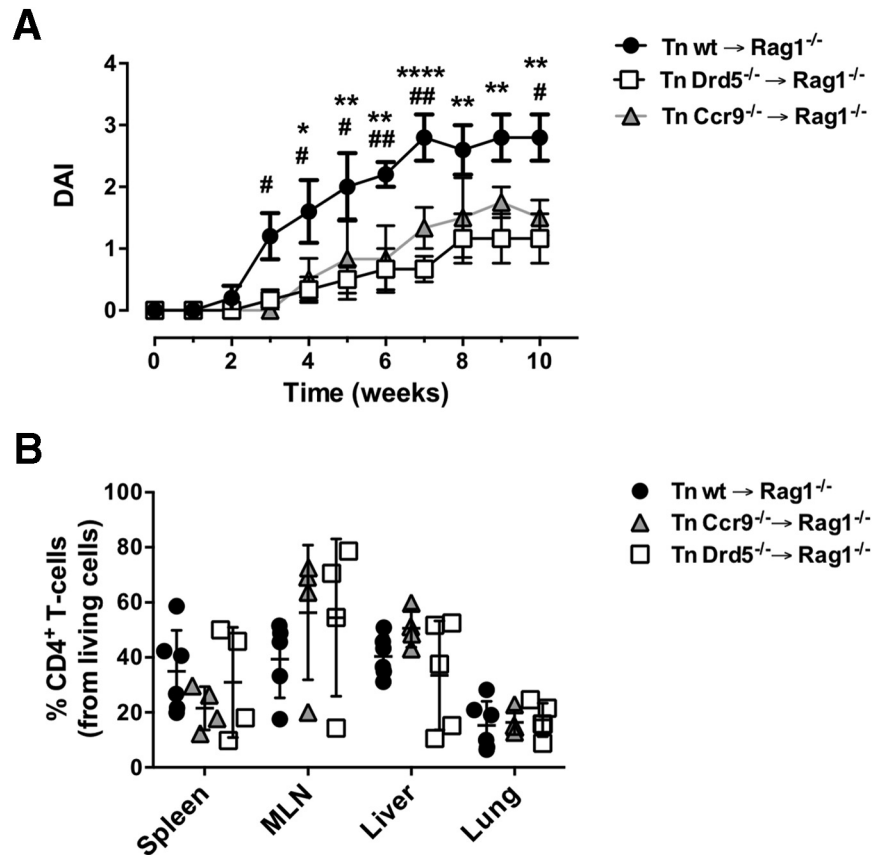 A
Tn wt → Rag1-/-
Tn Drd5-/- → Rag1-/-
Tn Ccr9-/- → Rag1-/-
DAI
4
3
2
1
0
#
*
#
**
#
**
##
****
##
**
**
**
#
0 2 4 6 8 10
Time (weeks)
B
Tn wt → Rag1-/-
Tn Ccr9-/- → Rag1-/-
Tn Drd5-/- → Rag1-/-
% CD4+ T-cells
(from living cells)
100
80
60
40
20
0
Spleen MLN Liver Lung